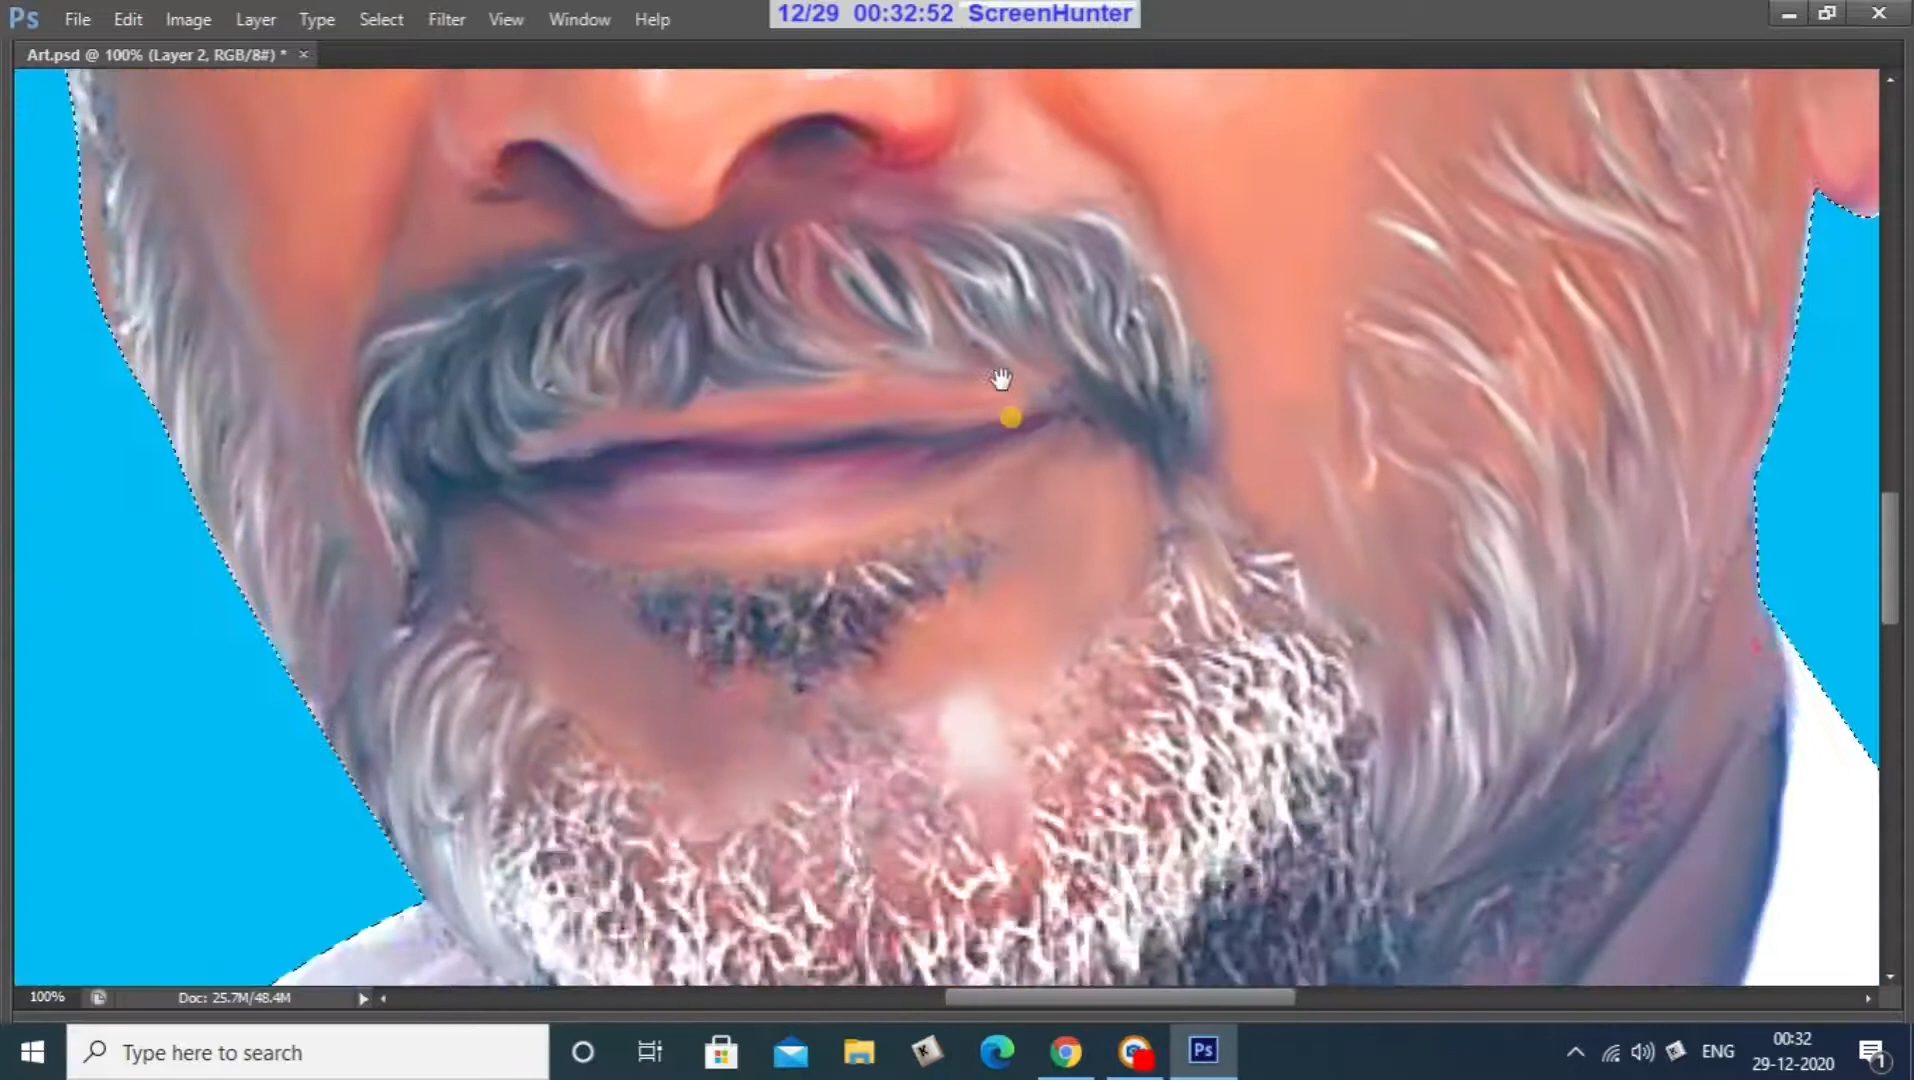 Ps File Edit Image Layer Type Select Filter View Window Help
12/29 00:32:52 ScreenHunter
Art.psd @ 100% (Layer 2, RGB/8#) * ×
100% Doc: 25.7M/48.4M
Type here to search
K
Ps
ENG
00:32
29-12-2020
1